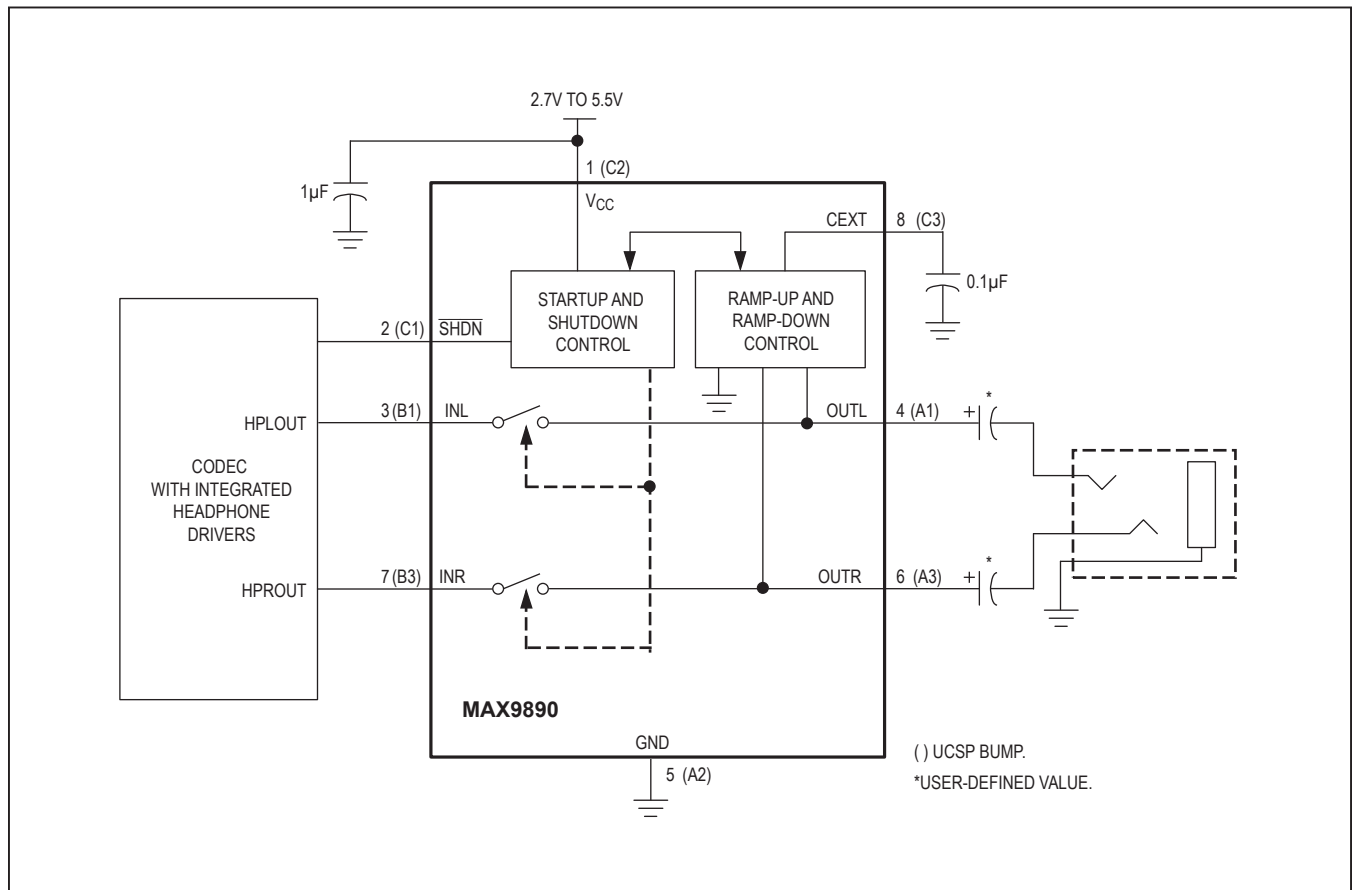 2.7V TO 5.5V
1 (C2)
1µF
VCC
CEXT
8 (C3)
0.1µF
STARTUP AND
SHUTDOWN
CONTROL
RAMP-UP AND
RAMP-DOWN
CONTROL
2 (C1)
SHDN
HPLOUT
3 (B1)
INL
OUTL
4 (A1)
+
*
CODEC
WITH INTEGRATED
HEADPHONE
DRIVERS
HPROUT
7 (B3)
INR
OUTR
6 (A3)
+
*
MAX9890
GND
5 (A2)
( ) UCSP BUMP.
*USER-DEFINED VALUE.